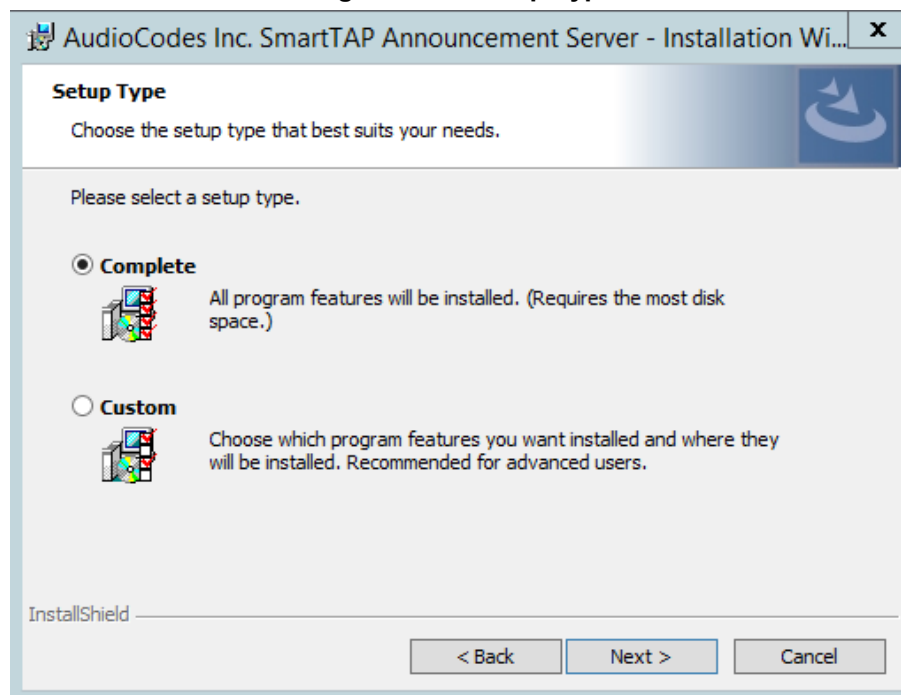 AudioCodes Inc. SmartTAP Announcement Server - Installation Wi...
Setup Type
Choose the setup type that best suits your needs.
Please select a setup type.
Complete
All program features will be installed. (Requires the most disk
space.)
Custom
Choose which program features you want installed and where they
will be installed. Recommended for advanced users.
InstallShield
< Back Next > Cancel